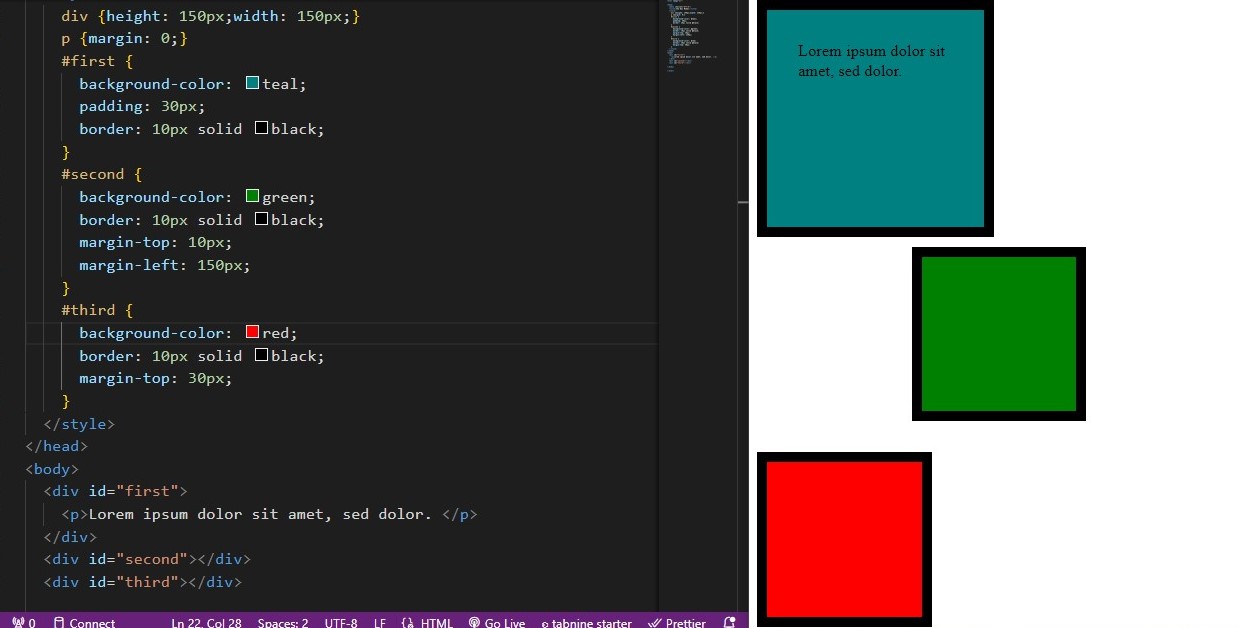 div {height: 150px;width: 150px;}
p {margin: 0;}
#first {
background-color: teal;
padding: 30px;
border: 10px solid black;
}
#second {
background-color: green;
border: 10px solid black;
margin-top: 10px;
margin-left: 150px;
}
#third {
background-color: red;
border: 10px solid black;
margin-top: 30px;
}
</style>
</head>
<body>
<div id="first">
<p>Lorem ipsum dolor sit amet, sed dolor. </p>
</div>
<div id="second"></div>
<div id="third"></div>
0 Connect Ln 22, Col 28 Spaces: 2 UTF-8 LF HTML Go Live tabnine starter Prettier
Lorem ipsum dolor sit
amet, sed dolor.